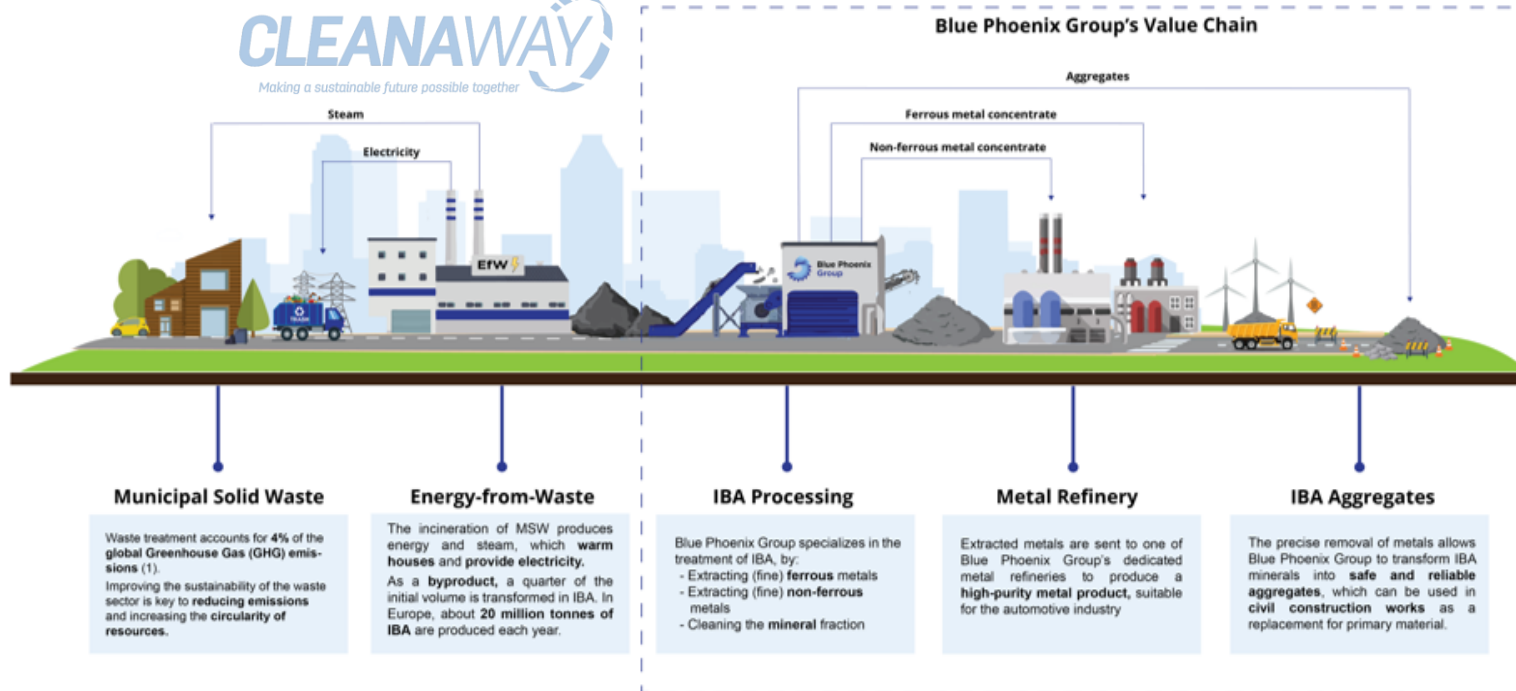 CLEANAWAY
Making a sustainable future possible together
Blue Phoenix Group's Value Chain
Aggregates
Steam
Ferrous metal concentrate
Electricity
Non-ferrous metal concentrate
EfW
Blue Phoenix
Group
TRASH
Municipal Solid Waste
Waste treatment accounts for 4% of the
global Greenhouse Gas (GHG) emis-
sions (1).
Improving the sustainability of the waste
sector is key to reducing emissions
and increasing the circularity of
resources.
Energy-from-Waste
The incineration of MSW produces
energy and steam, which warm
houses and provide electricity.
As a byproduct, a quarter of the
initial volume is transformed in IBA. In
Europe, about 20 million tonnes of
IBA are produced each year.
IBA Processing
Blue Phoenix Group specializes in the
treatment of IBA, by:
- Extracting (fine) ferrous metals
- Extracting (fine) non-ferrous
metals
- Cleaning the mineral fraction
Metal Refinery
Extracted metals are sent to one of
Blue Phoenix Group's dedicated
metal refineries to produce a
high-purity metal product, suitable
for the automotive industry
IBA Aggregates
The precise removal of metals allows
Blue Phoenix Group to transform IBA
minerals into safe and reliable
aggregates, which can be used in
civil construction works as a
replacement for primary material.